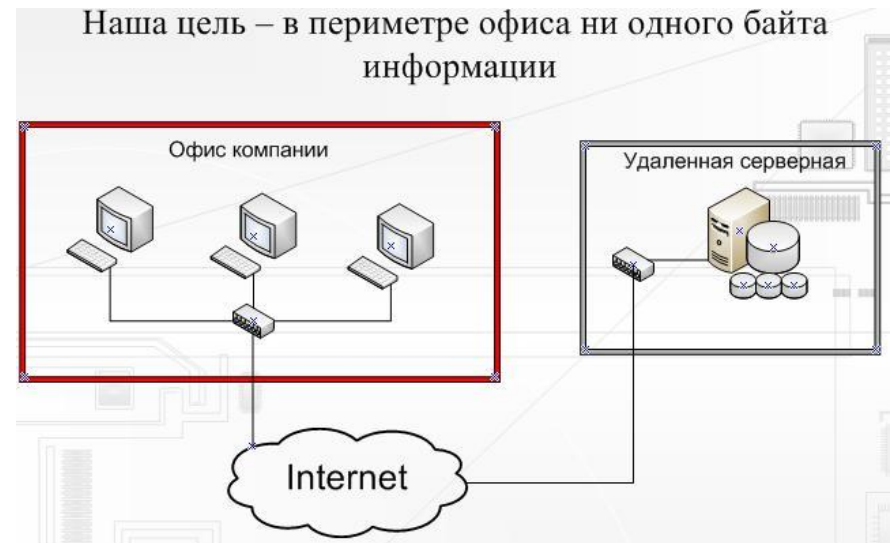 Наша цель – в периметре офиса ни одного байта
информации
Офис компании
Удаленная серверная
Internet